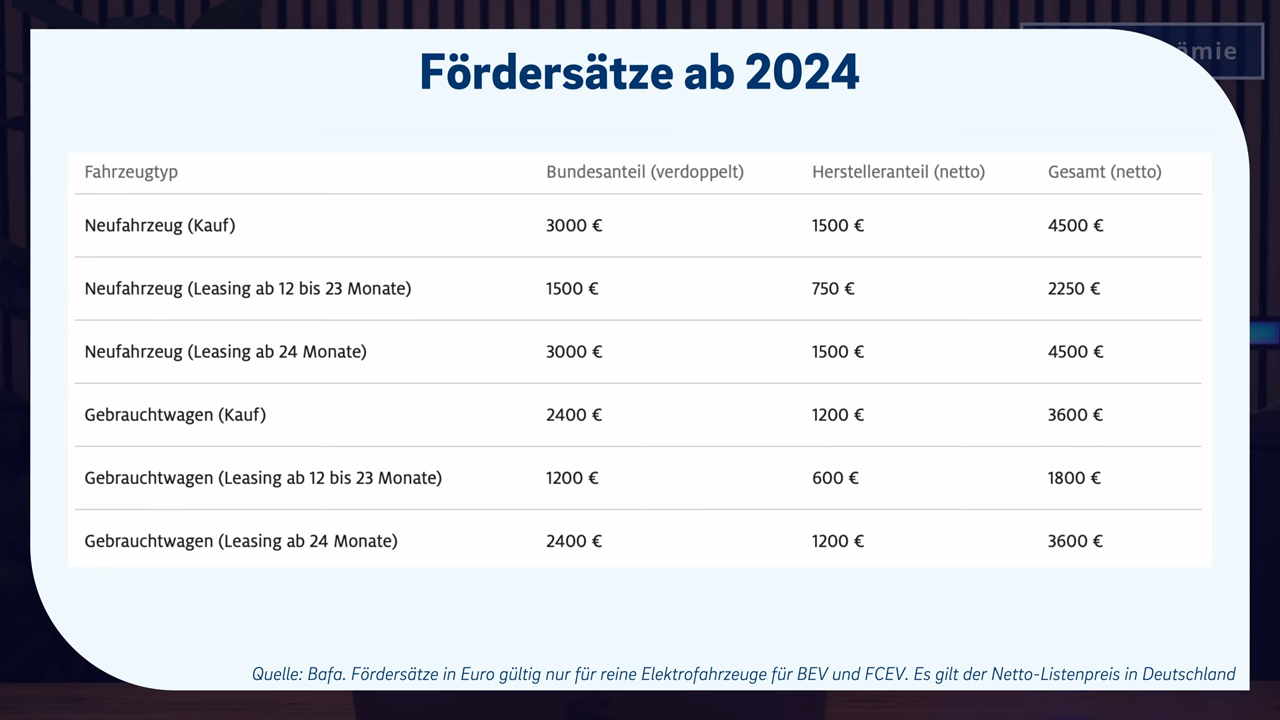 Fördersätze ab 2024
Fahrzeugtyp Bundesanteil (verdoppelt) Herstelleranteil (netto) Gesamt (netto)
Neufahrzeug (Kauf) 3000 € 1500 € 4500 €
Neufahrzeug (Leasing ab 12 bis 23 Monate) 1500 € 750 € 2250 €
Neufahrzeug (Leasing ab 24 Monate) 3000 € 1500 € 4500 €
Gebrauchtwagen (Kauf) 2400 € 1200 € 3600 €
Gebrauchtwagen (Leasing ab 12 bis 23 Monate) 1200 € 600 € 1800 €
Gebrauchtwagen (Leasing ab 24 Monate) 2400 € 1200 € 3600 €
Quelle: Bafa. Fördersätze in Euro gültig nur für reine Elektrofahrzeuge für BEV und FCEV. Es gilt der Netto-Listenpreis in Deutschland